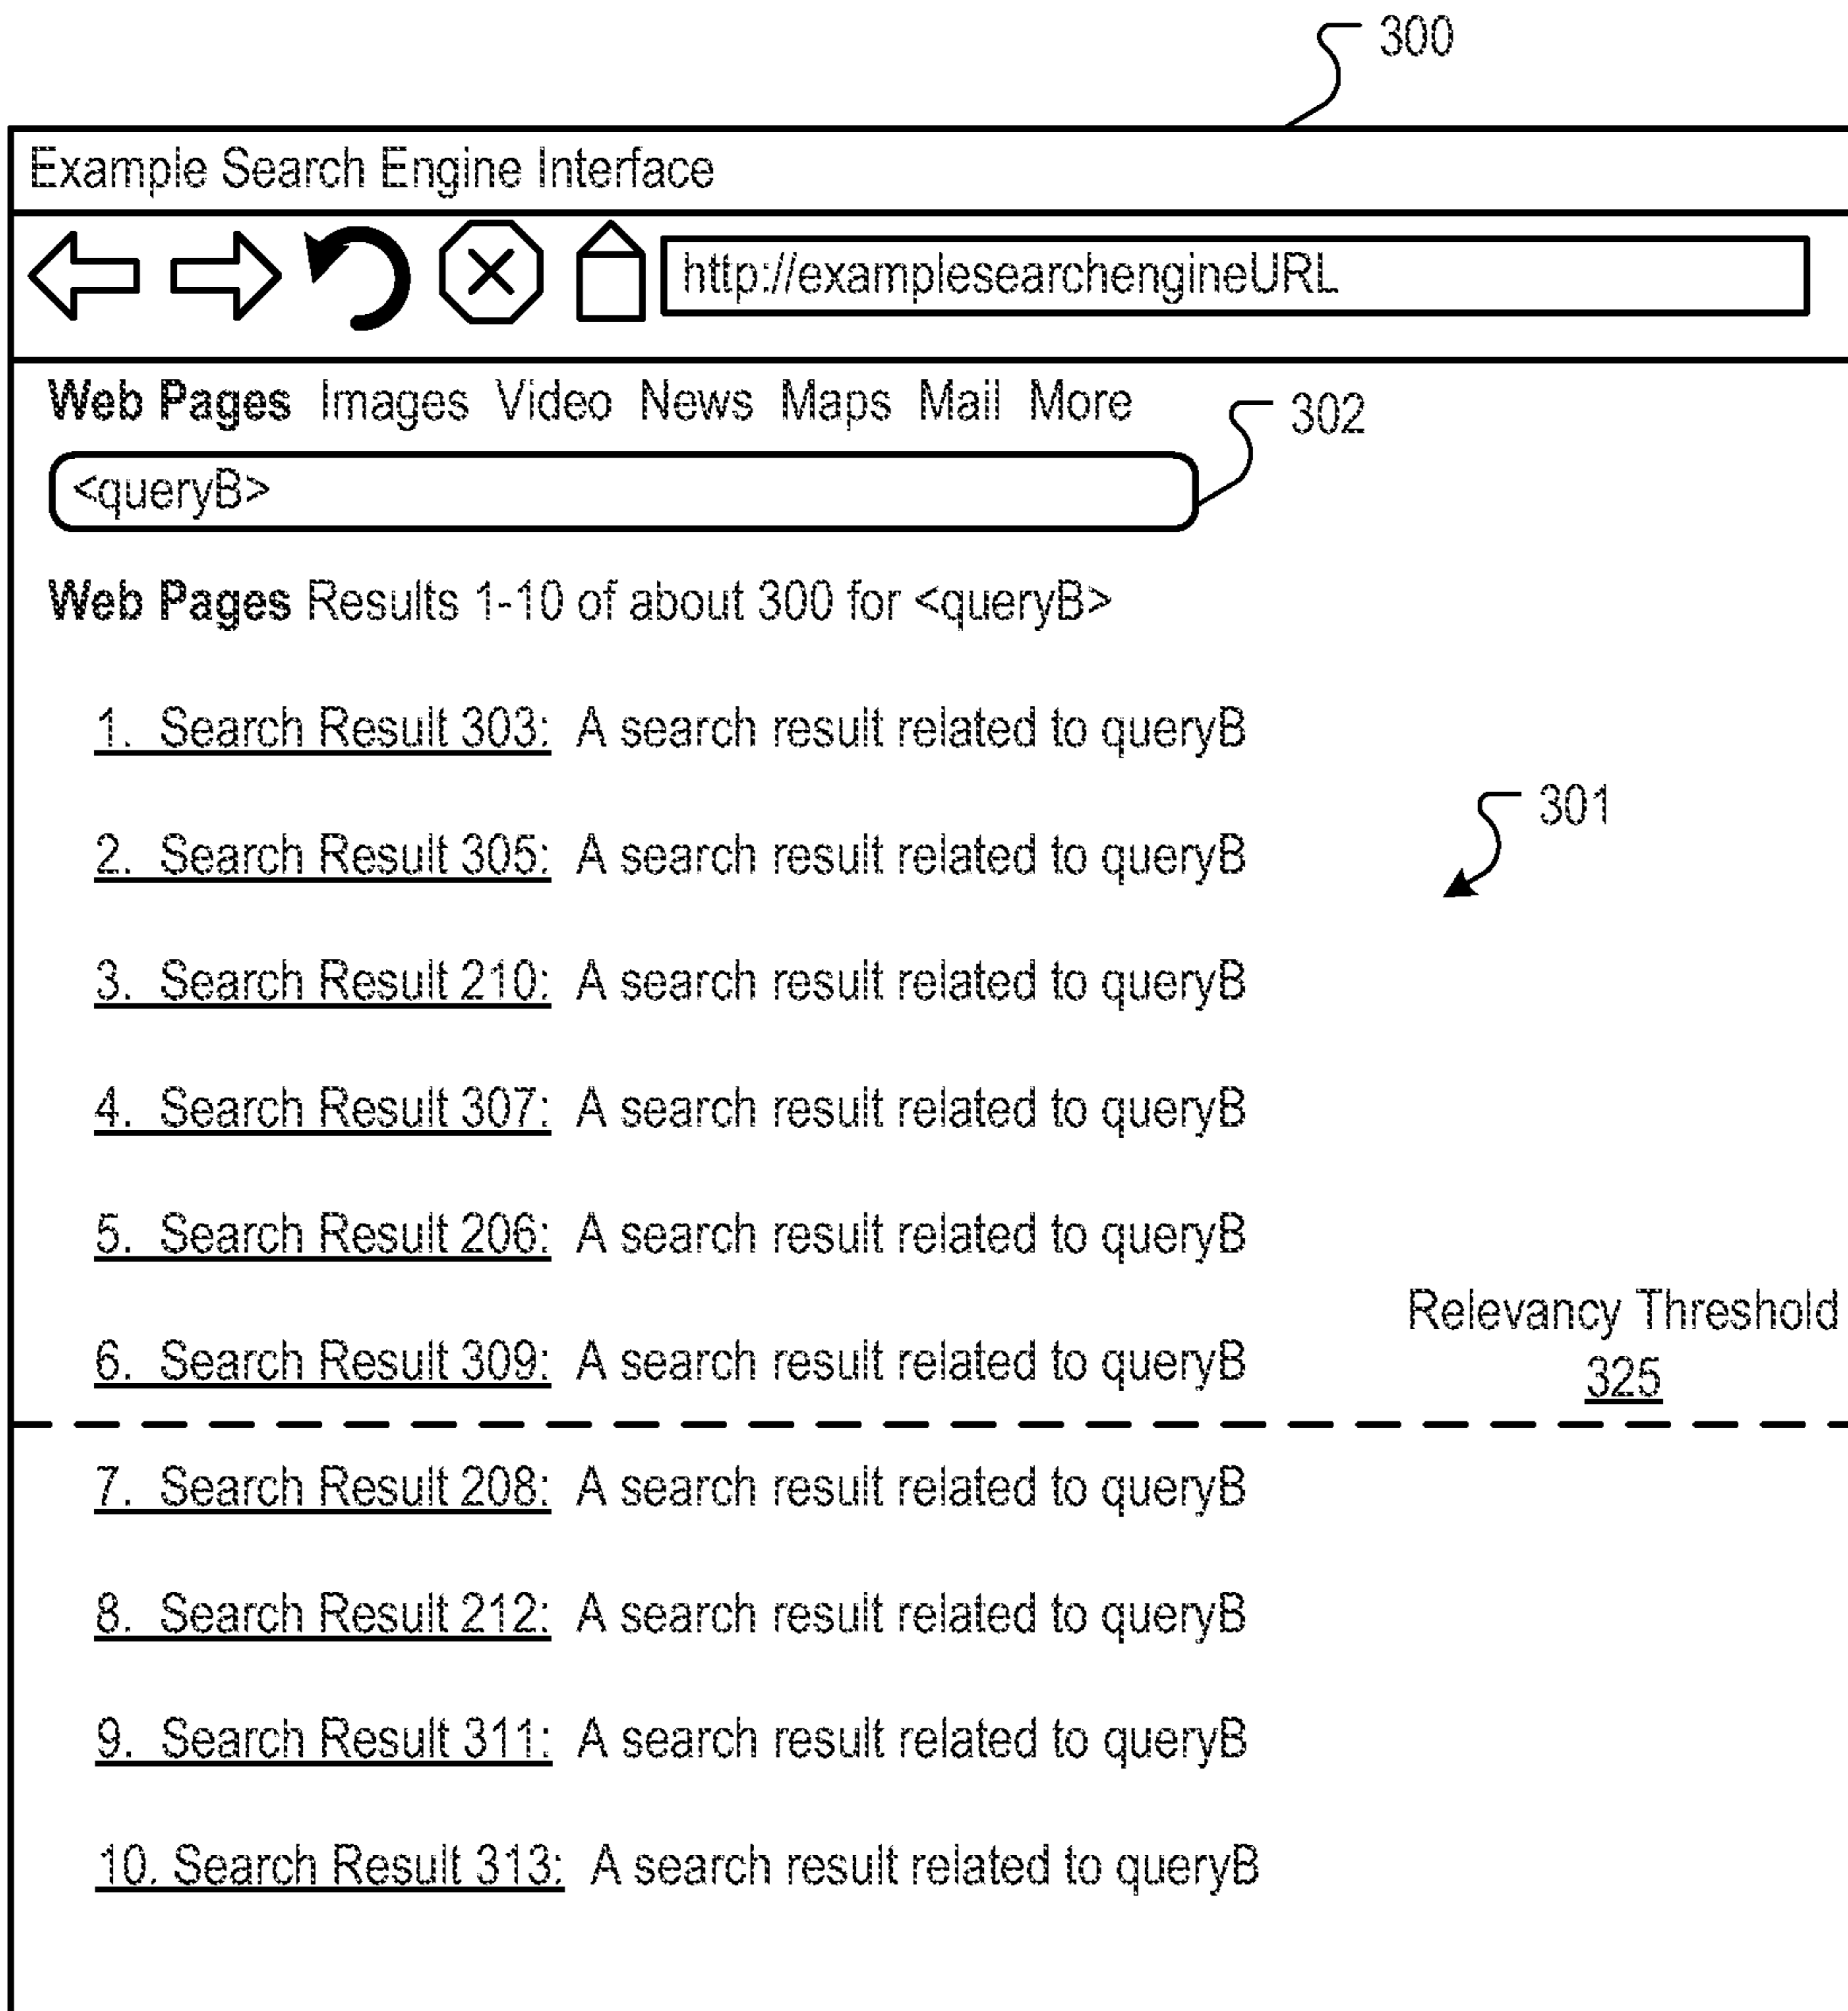 300
Example Search Engine Interface
http://examplesearchengineURL
Web Pages Images Video News Maps Mail More
302
<queryB>
Web Pages Results 1-10 of about 300 for <queryB>
1. Search Result 303: A search result related to queryB
301
2. Search Result 305: A search result related to queryB
3. Search Result 210: A search result related to queryB
4. Search Result 307: A search result related to queryB
5. Search Result 206: A search result related to queryB
Relevancy Threshold
6. Search Result 309: A search result related to queryB
325
7. Search Result 208: A search result related to queryB
8. Search Result 212: A search result related to queryB
9. Search Result 311: A search result related to queryB
10. Search Result 313: A search result related to queryB